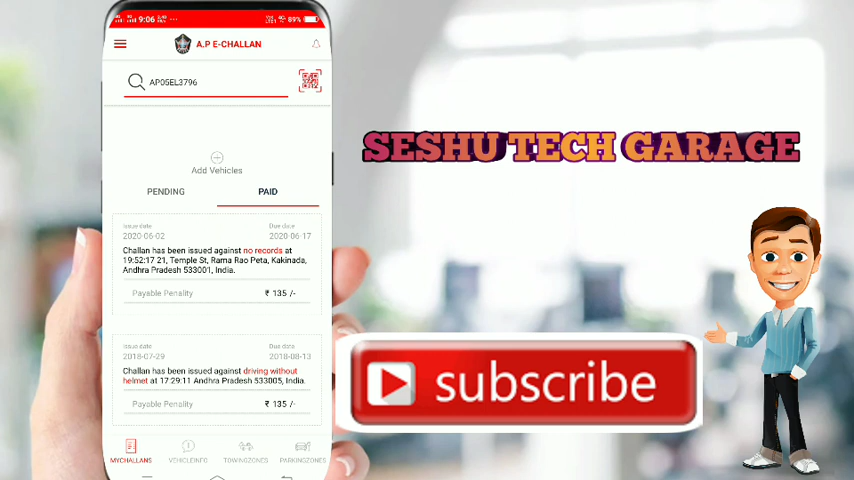 9:06
89%
A.P E-CHALLAN
AP05EL3796
Add Vehicles
PENDING PAID
Issue date Due date
2020-06-02 2020-06-17
Challan has been issued against no records at
19:52:17 21, Temple St, Rama Rao Peta, Kakinada,
Andhra Pradesh 533001, India.
Payable Penality ₹ 135 /-
Issue date Due date
2018-07-29 2018-08-13
Challan has been issued against driving without
helmet at 17:29:11 Andhra Pradesh 533005, India.
Payable Penality ₹ 135 /-
MYCHALLANS VEHICLEINFO TOWINGZONES PARKINGZONES
SESHU TECH GARAGE
subscribe